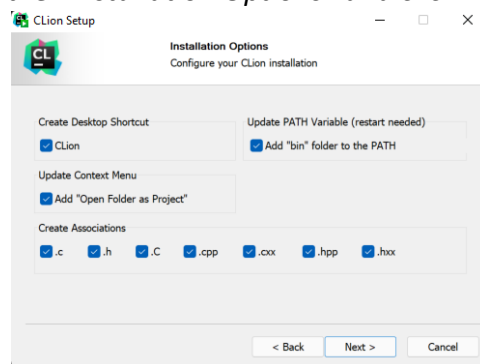 CLion Setup
CL
Installation Options
Configure your CLion installation
Create Desktop Shortcut
CLion
Update PATH Variable (restart needed)
Add "bin" folder to the PATH
Update Context Menu
Add "Open Folder as Project"
Create Associations
.c .h .C .cpp .cxx .hpp .hxx
< Back Next > Cancel